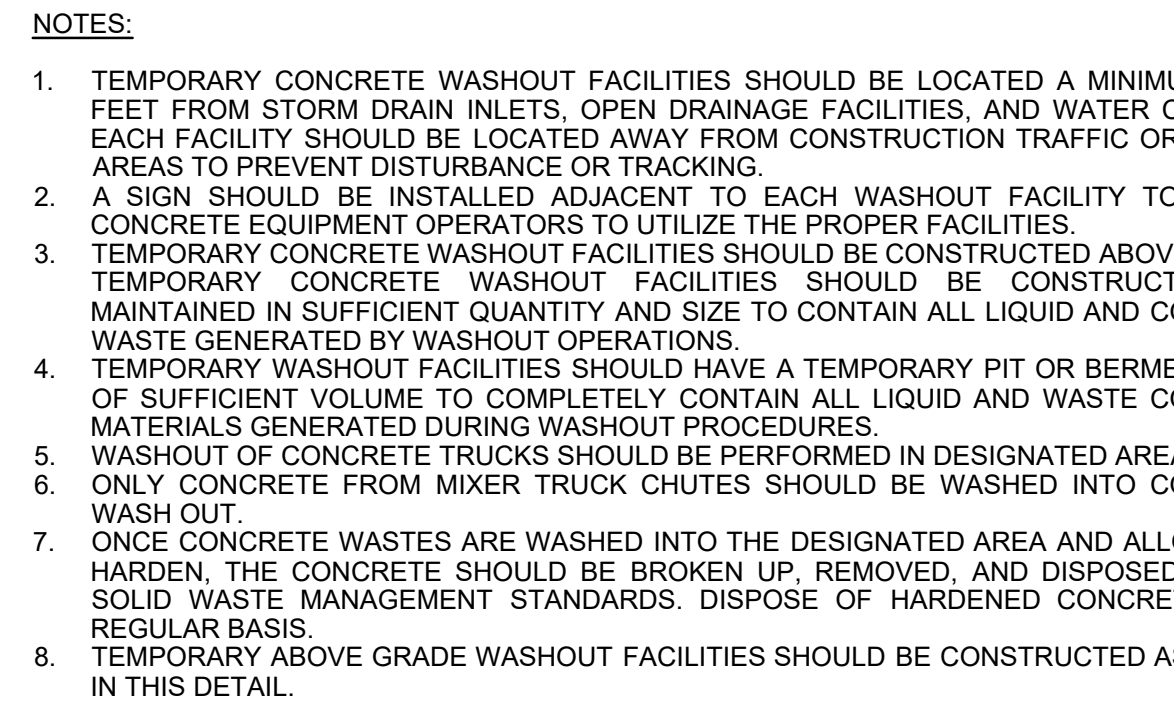 NOTES:
1. TEMPORARY CONCRETE WASHOUT FACILITIES SHOULD BE LOCATED A
FEET FROM STORM DRAIN INLETS, OPEN DRAINAGE FACILITIES, AND WATER
EACH FACILITY SHOULD BE LOCATED AWAY FROM CONSTRUCTION TRAFFIC OR
AREAS TO PREVENT DISTURBANCE OR TRACKING.
2. A SIGN SHOULD BE INSTALLED ADJACENT TO EACH WASHOUT FACILITY TO
CONCRETE EQUIPMENT OPERATORS TO UTILIZE THE PROPER FACILITIES.
3. TEMPORARY CONCRETE WASHOUT FACILITIES SHOULD BE CONSTRUCTED
TEMPORARY CONCRETE WASHOUT FACILITIES SHOULD BE
MAINTAINED IN SUFFICIENT QUANTITY AND SIZE TO CONTAIN ALL LIQUID AND
WASTE GENERATED BY WASHOUT OPERATIONS.
4. TEMPORARY WASHOUT FACILITIES SHOULD HAVE A TEMPORARY PIT OR
OF SUFFICIENT VOLUME TO COMPLETELY CONTAIN ALL LIQUID AND WASTE
MATERIALS GENERATED DURING WASHOUT PROCEDURES.
5. WASHOUT OF CONCRETE TRUCKS SHOULD BE PERFORMED IN DESIGNATED
6. ONLY CONCRETE FROM MIXER TRUCK CHUTES SHOULD BE WASHED INTO
WASH OUT.
7. ONCE CONCRETE WASTES ARE WASHED INTO THE DESIGNATED AREA AND
HARDEN, THE CONCRETE SHOULD BE BROKEN UP, REMOVED, AND DISPOSED
SOLID WASTE MANAGEMENT STANDARDS. DISPOSE OF HARDENED
REGULAR BASIS.
8. TEMPORARY ABOVE GRADE WASHOUT FACILITIES SHOULD BE CONSTRUCTED
IN THIS DETAIL.